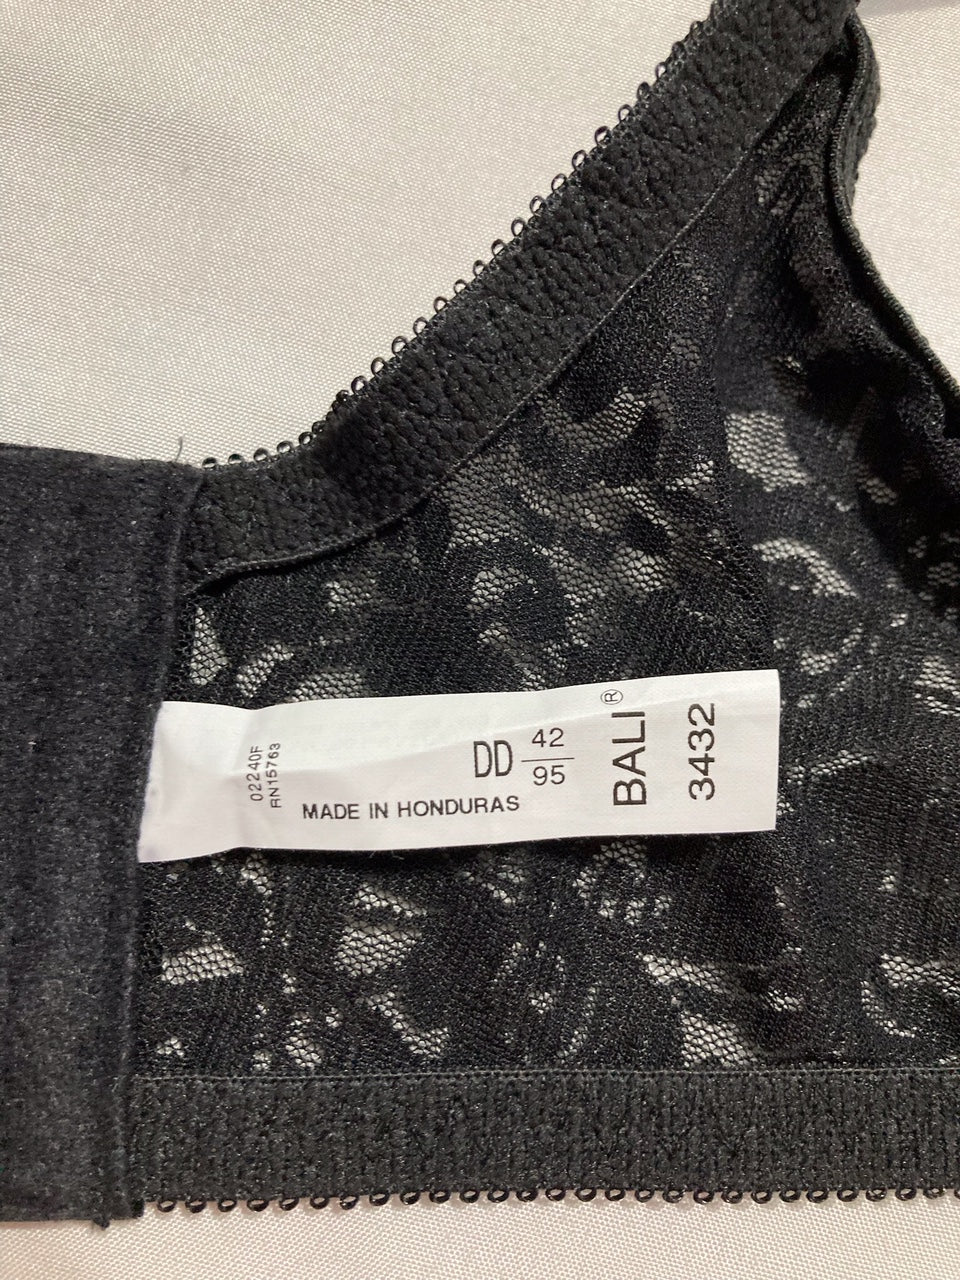 02240F
RN15763
DD 42
95
MADE IN HONDURAS
BALI®
3432